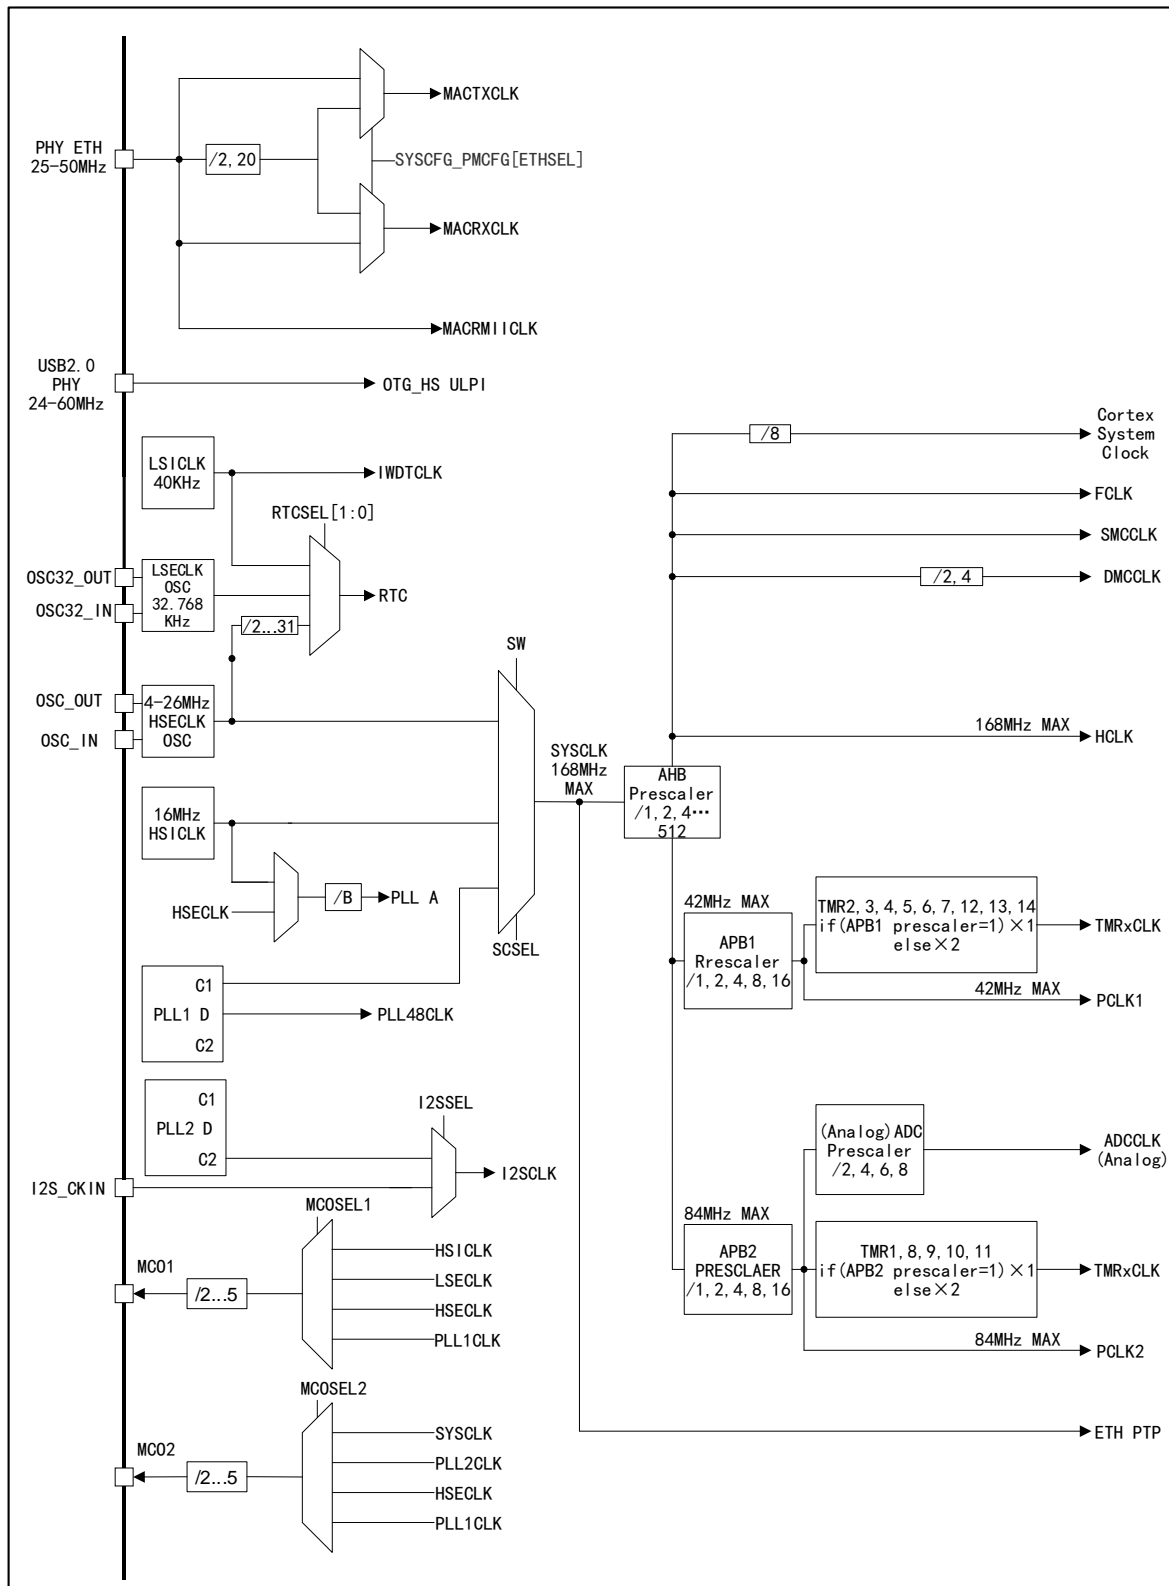 MACTXCLK
PHY ETH
25-50MHz
/2, 20
SYSCFG_PMCFG[ETHSEL]
MACRXCLK
MACRMIICLK
USB2.0
PHY
24-60MHz
OTG_HS ULPI
LSICLK
40KHz
IWDTCLK
RTCSEL[1:0]
OSC32_OUT
OSC32_IN
LSECLK
OSC
32.768
KHz
RTC
/2...31
OSC_OUT
OSC_IN
4-26MHz
HSECLK
OSC
SW
16MHz
HSICLK
HSECLK
/B
PLL A
SCSEL
SYSCLK
168MHz
MAX
AHB
Prescaler
/1, 2, 4…
512
/8
Cortex
System
Clock
FCLK
SMCCLK
/2, 4
DMCCLK
168MHz MAX
HCLK
42MHz MAX
APB1
Rrescaler
/1, 2, 4, 8, 16
TMR2, 3, 4, 5, 6, 7, 12, 13, 14
if(APB1 prescaler=1)×1
else×2
TMRxCLK
42MHz MAX
PCLK1
C1
PLL1 D
C2
PLL48CLK
C1
PLL2 D
C2
I2SSEL
I2S_CKIN
I2SCLK
(Analog)ADC
Prescaler
/2, 4, 6, 8
ADCCLK
(Analog)
84MHz MAX
APB2
PRESCLAER
/1, 2, 4, 8, 16
TMR1, 8, 9, 10, 11
if(APB2 prescaler=1)×1
else×2
TMRxCLK
84MHz MAX
PCLK2
ETH PTP
MCOSEL1
MCO1
/2...5
HSICLK
LSECLK
HSECLK
PLL1CLK
MCOSEL2
MCO2
/2...5
SYSCLK
PLL2CLK
HSECLK
PLL1CLK